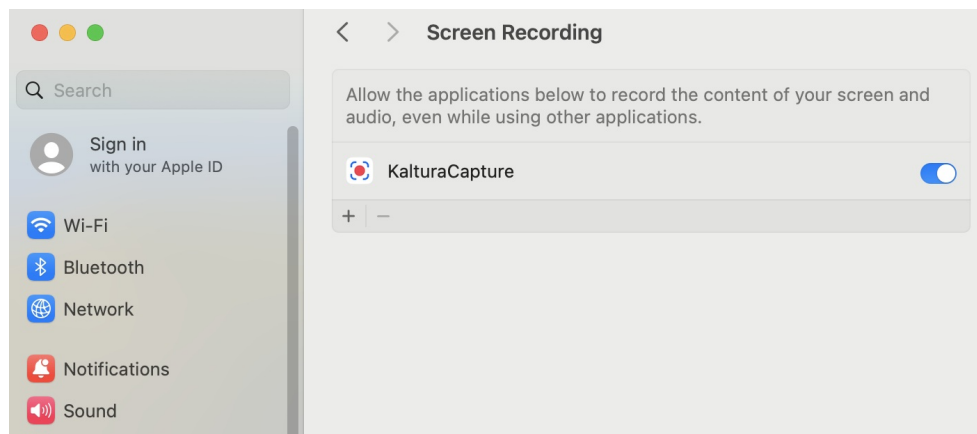 Screen Recording
Search
Sign in
with your Apple ID
Wi-Fi
Bluetooth
Network
Notifications
Sound
Allow the applications below to record the content of your screen and
audio, even while using other applications.
KalturaCapture